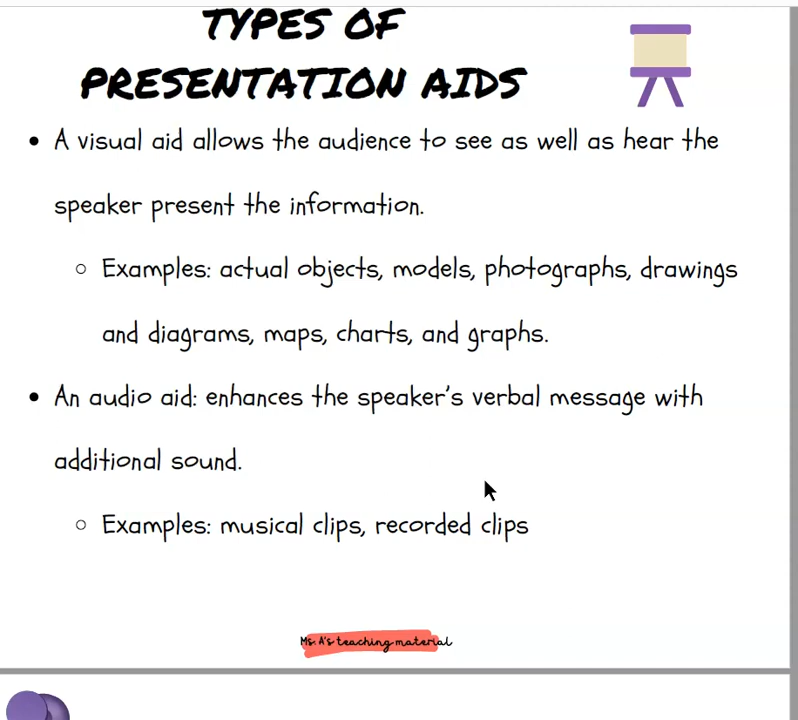 TYPES OF
PRESENTATION AIDS
• A visual aid allows the audience to see as well as hear the
speaker present the information.
○ Examples: actual objects, models, photographs, drawings
and diagrams, maps, charts, and graphs.
• An audio aid: enhances the speaker's verbal message with
additional sound.
○ Examples: musical clips, recorded clips
Ms. A's teaching material